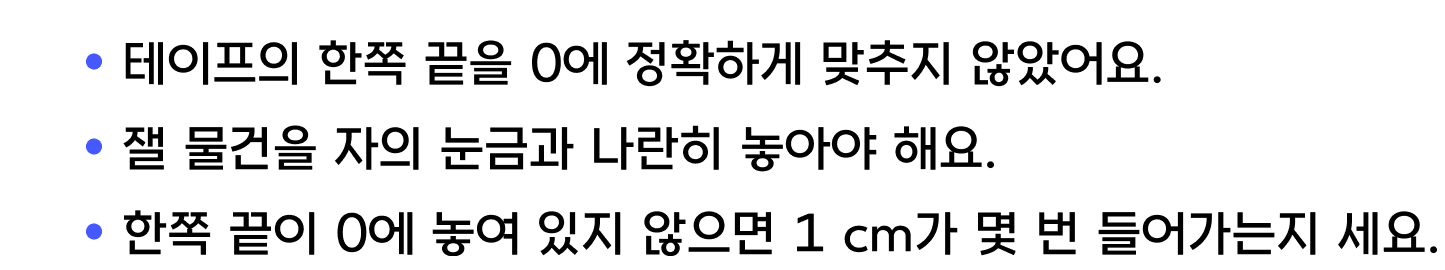 • 테이프의 한쪽 끝을 0에 정확하게 맞추지 않았어요.
• 잴 물건을 자의 눈금과 나란히 놓아야 해요.
• 한쪽 끝이 0에 놓여 있지 않으면 1 cm가 몇 번 들어가는지 세요.